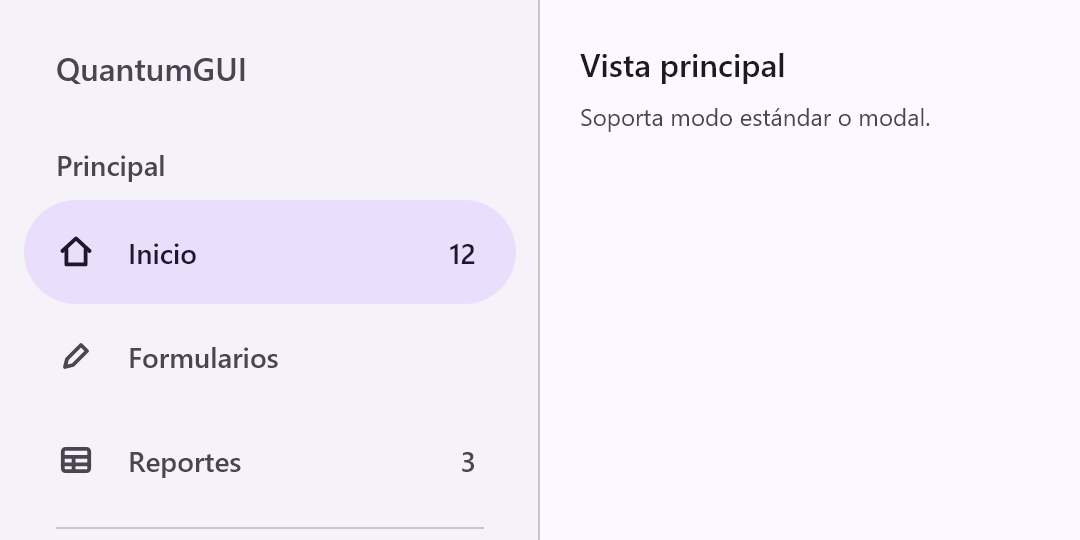 QuantumGUI
Principal
Inicio 12
Formularios
Reportes 3
Vista principal
Soporta modo estándar o modal.